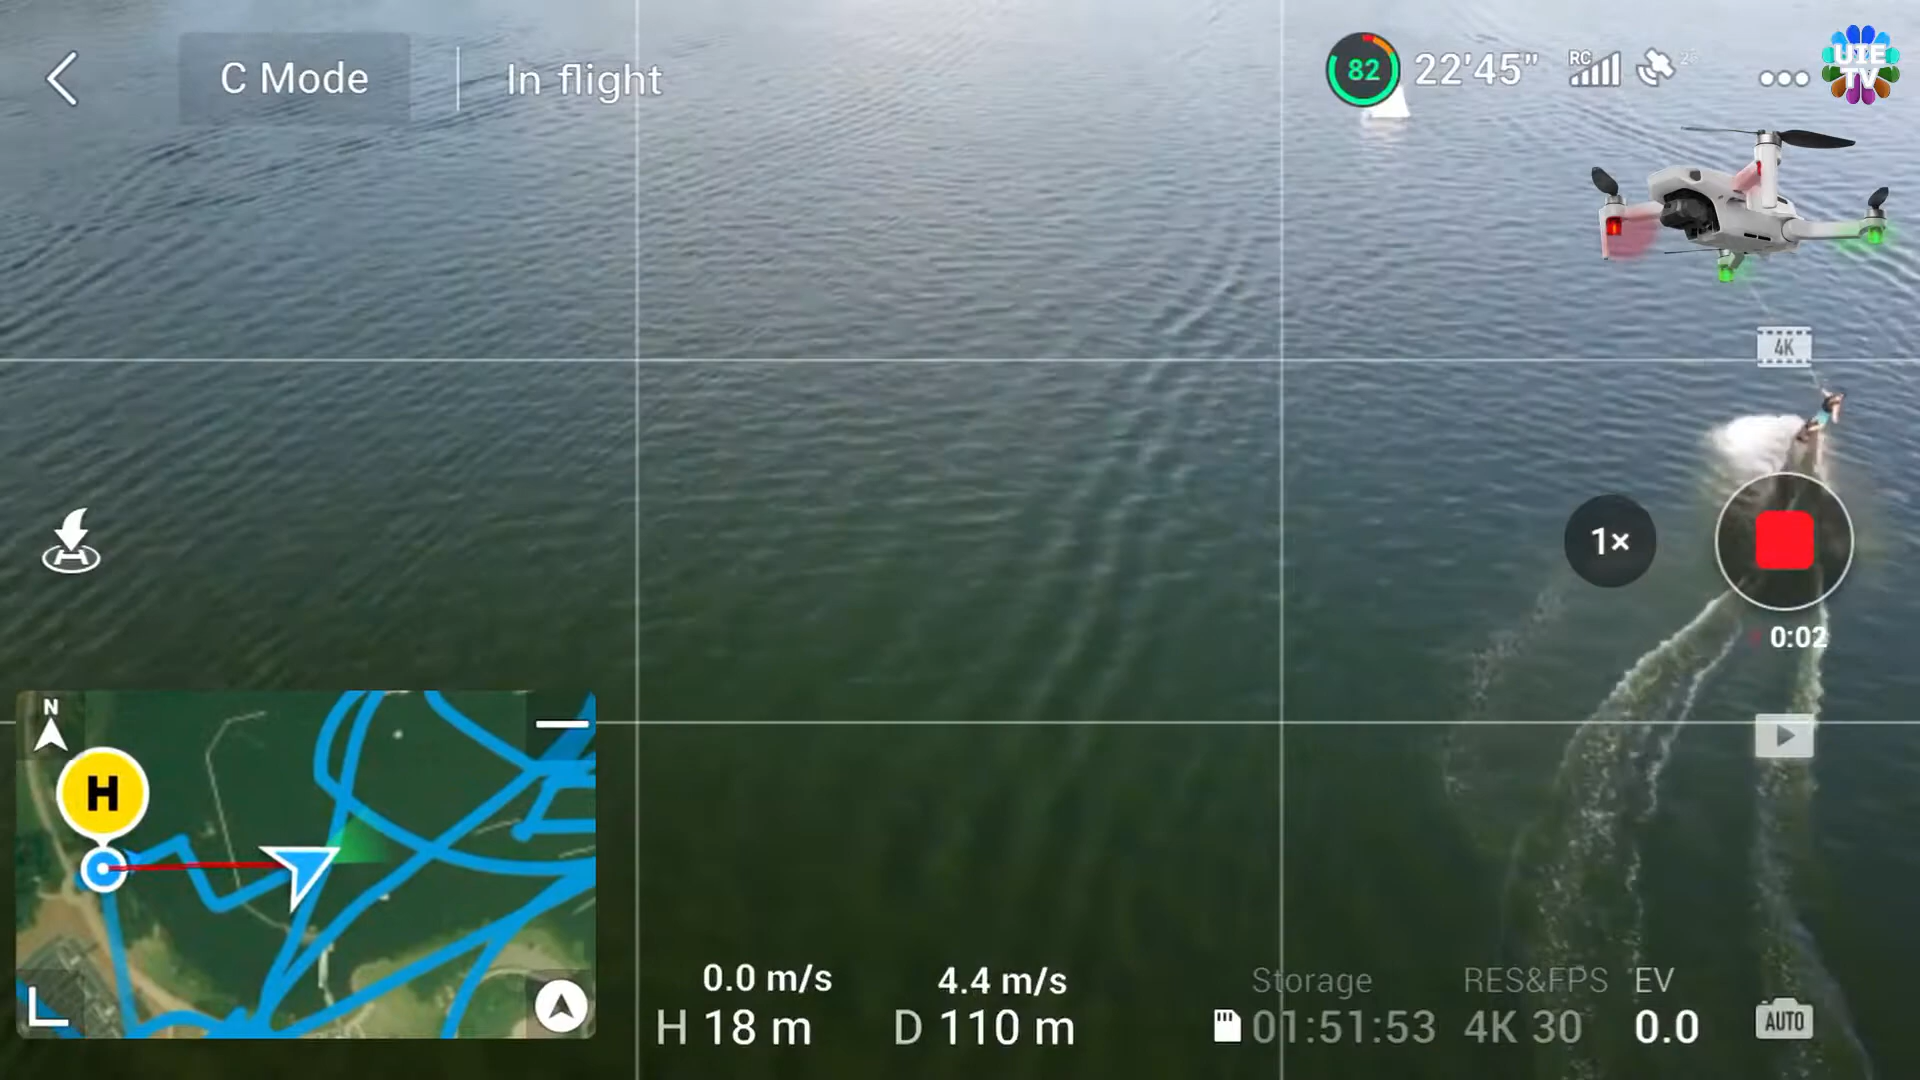 C Mode
In flight
82
22'45"
RC
UIE
TV
4K
1×
0:02
N
H
0.0 m/s
4.4 m/s
H 18 m
D 110 m
Storage
01:51:53
RES&FPS
4K 30
EV
0.0
AUTO